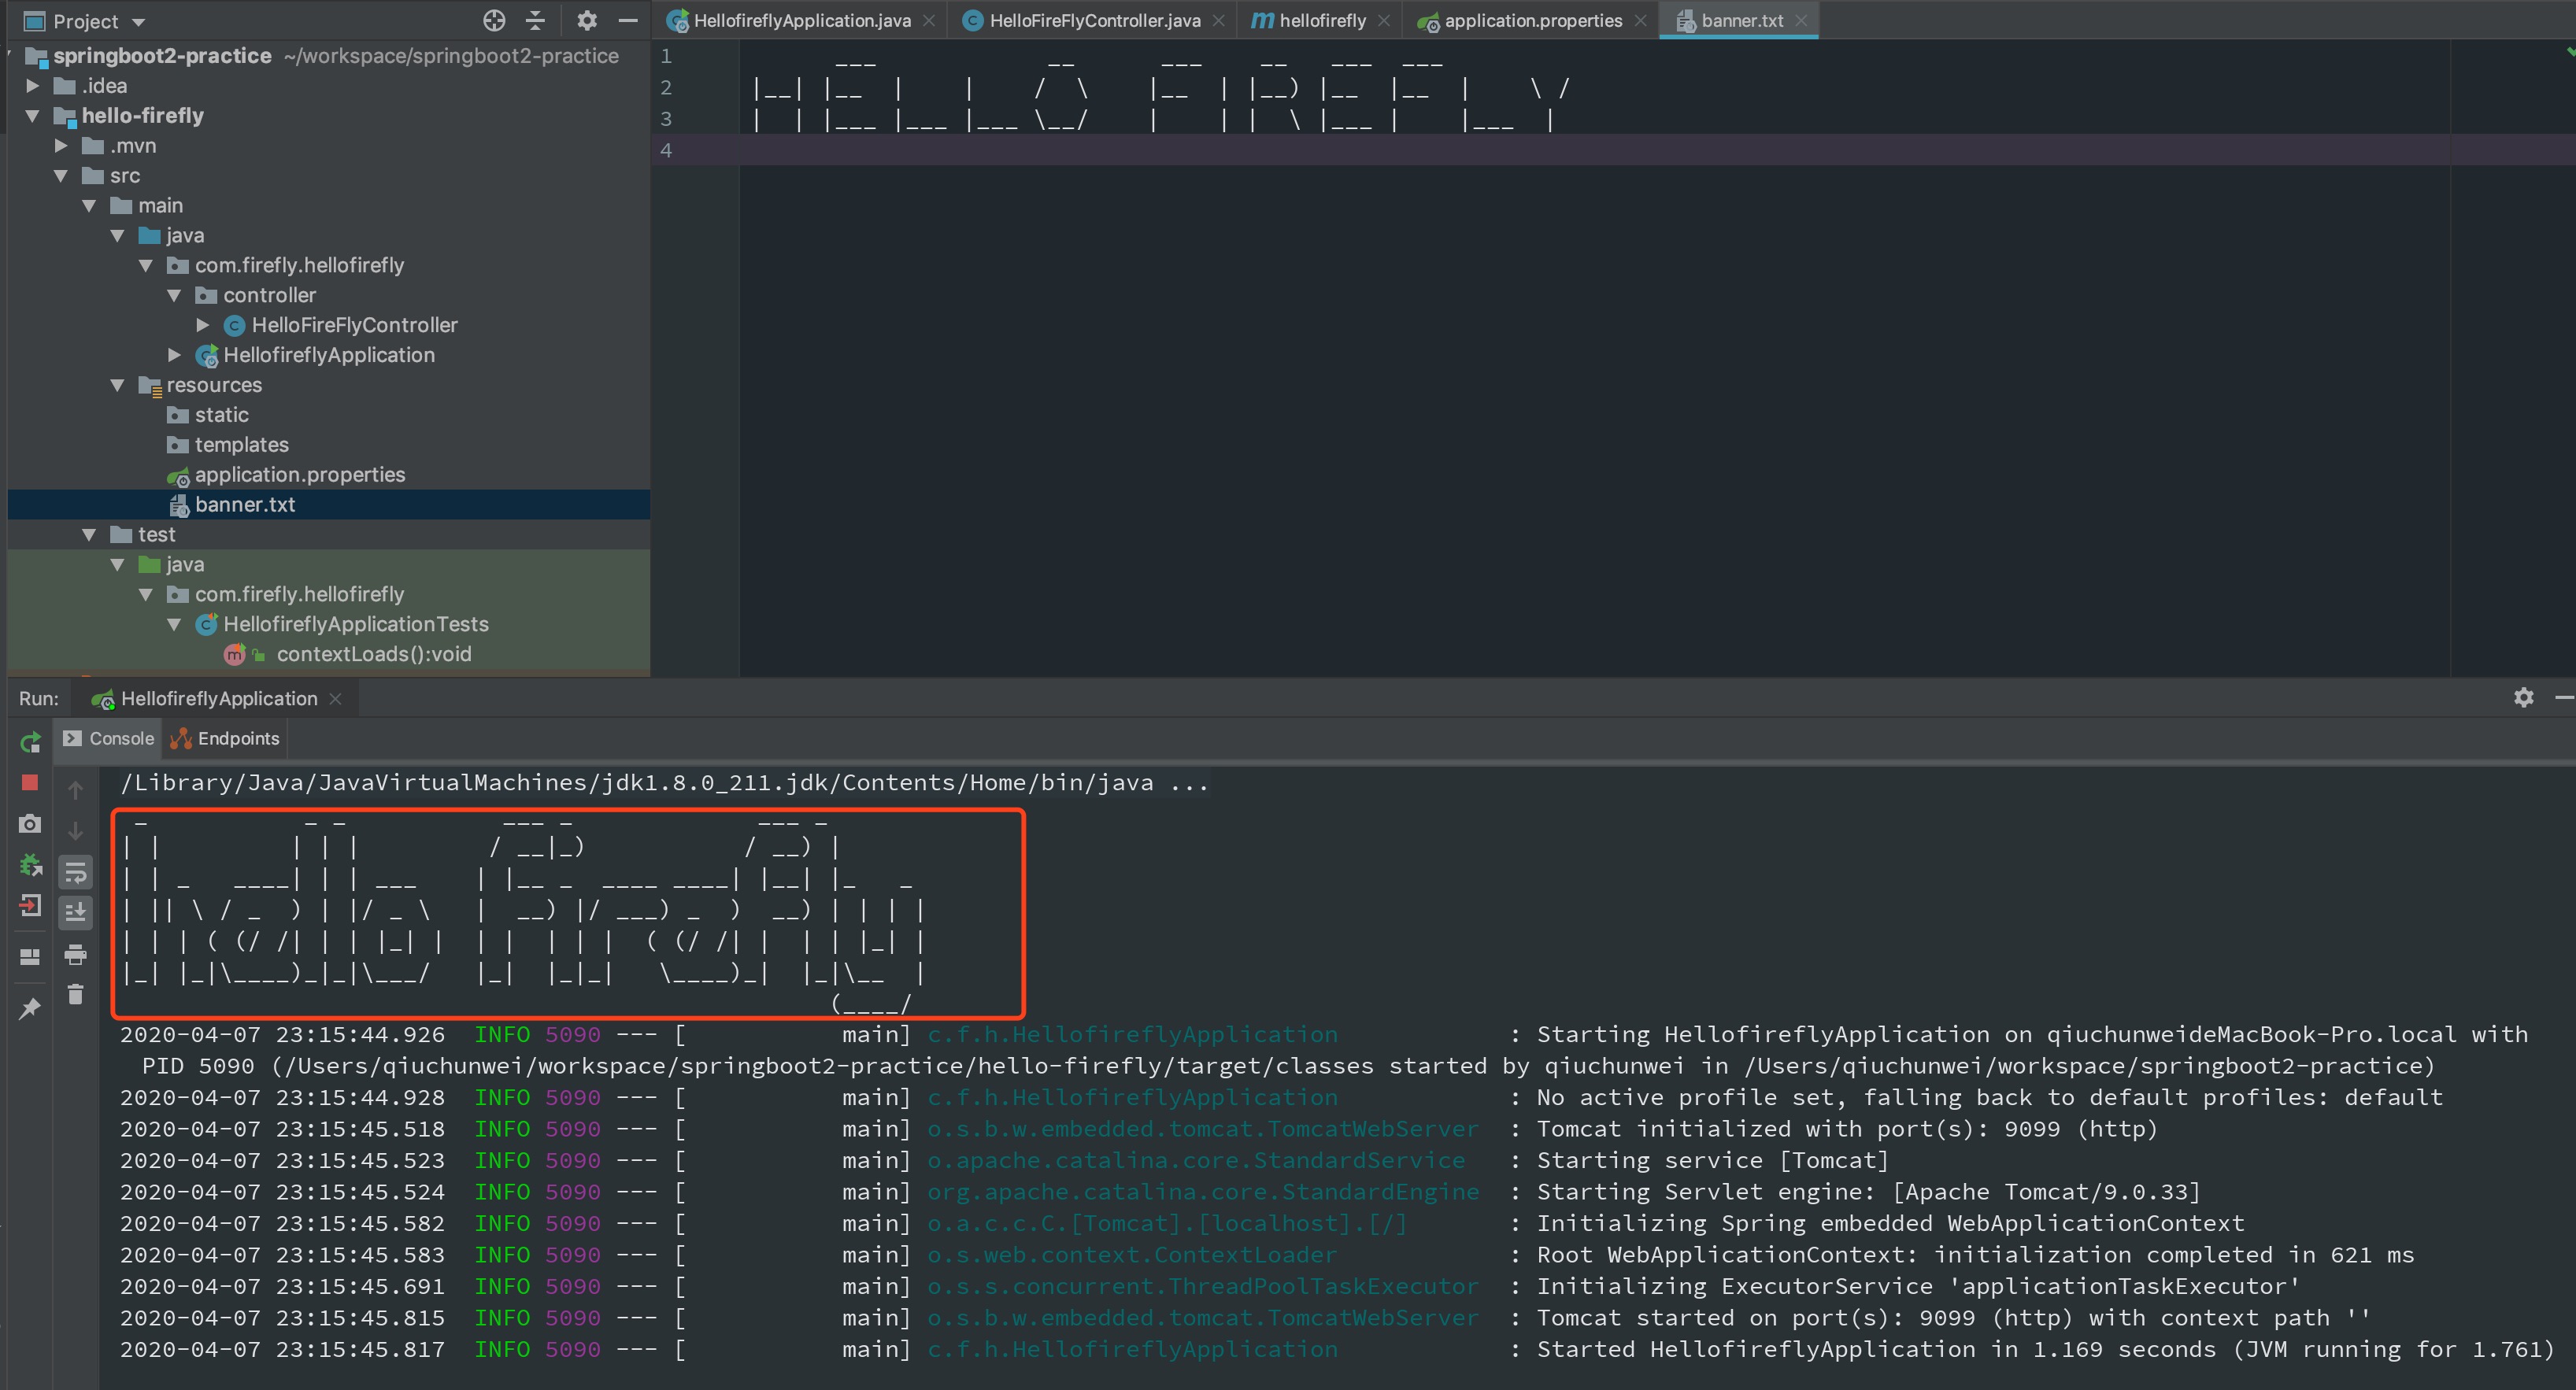 Project
springboot2-practice ~/workspace/springboot2-practice
.idea
hello-firefly
.mvn
src
main
java
com.firefly.hellofirefly
controller
HelloFireFlyController
HellofireflyApplication
resources
static
templates
application.properties
banner.txt
test
java
com.firefly.hellofirefly
HellofireflyApplicationTests
contextLoads():void
HellofireflyApplication.java HelloFireFlyController.java hellofirefly application.properties banner.txt
1
2
3
4
HELLO FIREFLY
Run: HellofireflyApplication
Console Endpoints
/Library/Java/JavaVirtualMachines/jdk1.8.0_211.jdk/Contents/Home/bin/java ...
hello firefly
2020-04-07 23:15:44.926 INFO 5090 --- [ main] c.f.h.HellofireflyApplication : Starting HellofireflyApplication on qiuchunweideMacBook-Pro.local with
PID 5090 (/Users/qiuchunwei/workspace/springboot2-practice/hello-firefly/target/classes started by qiuchunwei in /Users/qiuchunwei/workspace/springboot2-practice)
2020-04-07 23:15:44.928 INFO 5090 --- [ main] c.f.h.HellofireflyApplication : No active profile set, falling back to default profiles: default
2020-04-07 23:15:45.518 INFO 5090 --- [ main] o.s.b.w.embedded.tomcat.TomcatWebServer : Tomcat initialized with port(s): 9099 (http)
2020-04-07 23:15:45.523 INFO 5090 --- [ main] o.apache.catalina.core.StandardService : Starting service [Tomcat]
2020-04-07 23:15:45.524 INFO 5090 --- [ main] org.apache.catalina.core.StandardEngine : Starting Servlet engine: [Apache Tomcat/9.0.33]
2020-04-07 23:15:45.582 INFO 5090 --- [ main] o.a.c.c.C.[Tomcat].[localhost].[/] : Initializing Spring embedded WebApplicationContext
2020-04-07 23:15:45.583 INFO 5090 --- [ main] o.s.web.context.ContextLoader : Root WebApplicationContext: initialization completed in 621 ms
2020-04-07 23:15:45.691 INFO 5090 --- [ main] o.s.s.concurrent.ThreadPoolTaskExecutor : Initializing ExecutorService 'applicationTaskExecutor'
2020-04-07 23:15:45.815 INFO 5090 --- [ main] o.s.b.w.embedded.tomcat.TomcatWebServer : Tomcat started on port(s): 9099 (http) with context path ''
2020-04-07 23:15:45.817 INFO 5090 --- [ main] c.f.h.HellofireflyApplication : Started HellofireflyApplication in 1.169 seconds (JVM running for 1.761)